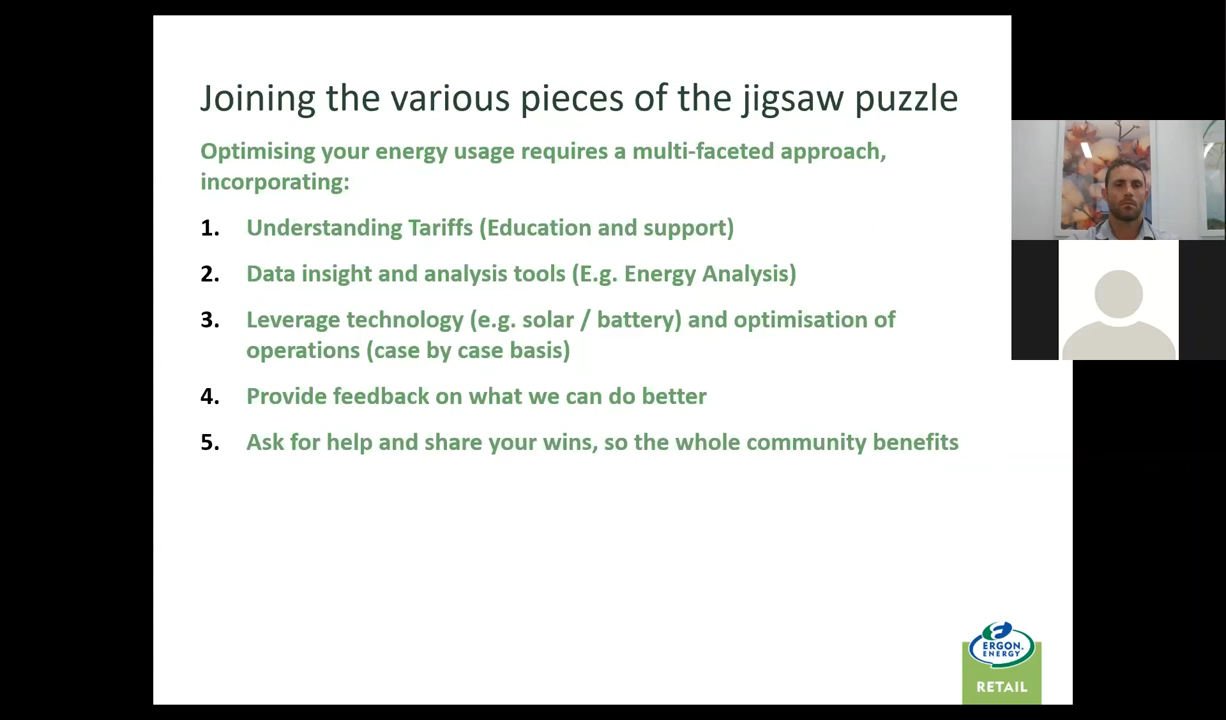 Joining the various pieces of the jigsaw puzzle
Optimising your energy usage requires a multi-faceted approach,
incorporating:
1. Understanding Tariffs (Education and support)
2. Data insight and analysis tools (E.g. Energy Analysis)
3. Leverage technology (e.g. solar / battery) and optimisation of
operations (case by case basis)
4. Provide feedback on what we can do better
5. Ask for help and share your wins, so the whole community benefits
ERGON.
ENERGY
RETAIL